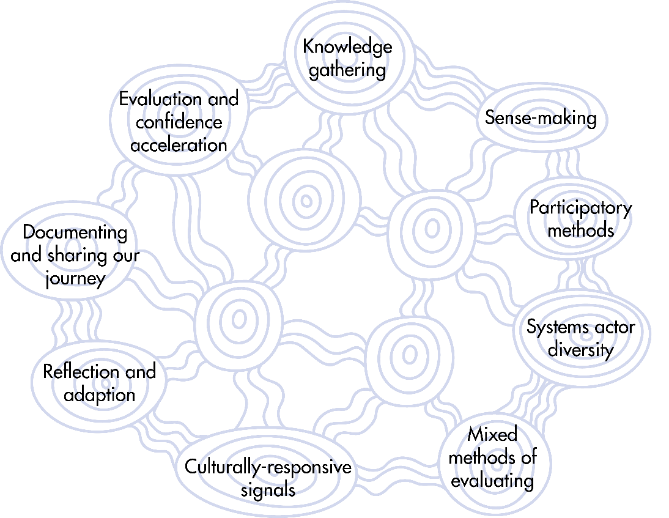 Knowledge
gathering
Evaluation and
confidence
acceleration
Sense-making
Participatory
methods
Documenting
and sharing our
journey
Systems actor
diversity
Reflection and
adaption
Mixed
methods of
evaluating
Culturally-responsive
signals